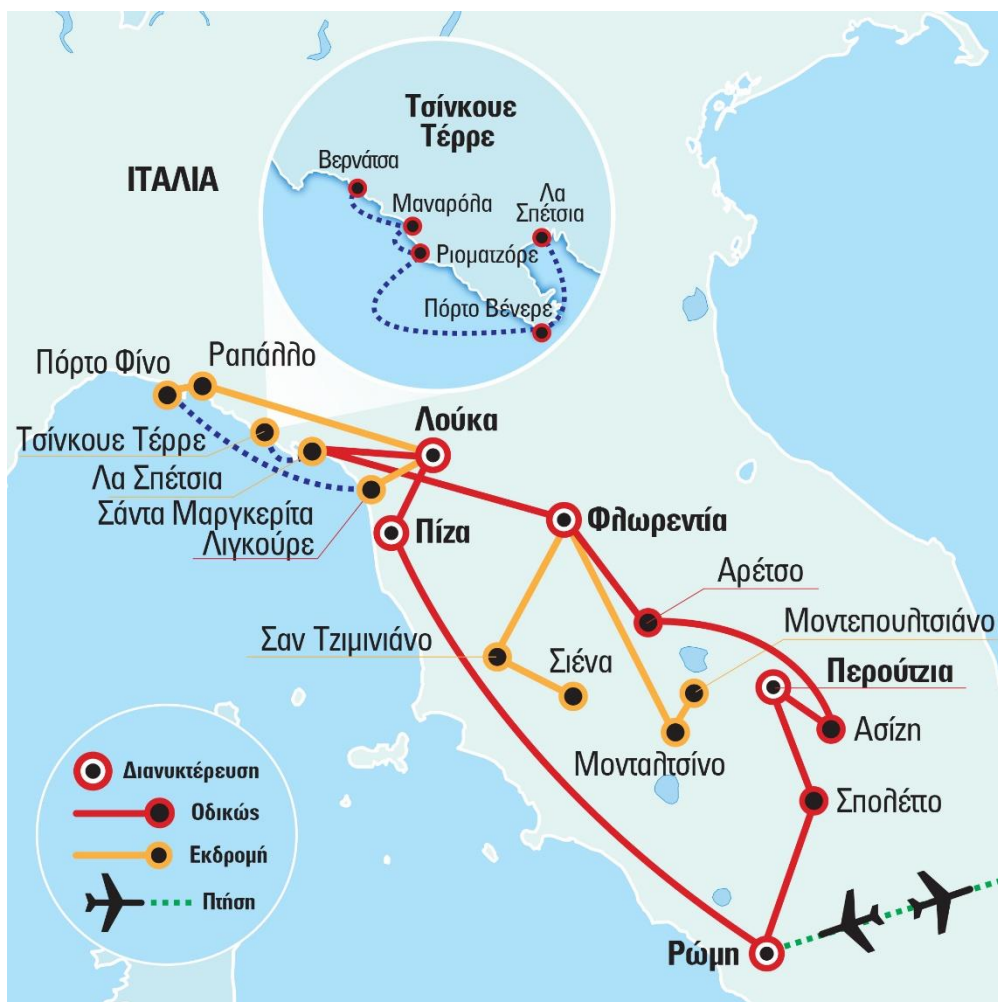 Τσίνκουε
Τέρρε
Βερνάτσα
ΙΤΑΛΙΑ
Μαναρόλα
Λα
Σπέτσια
Ριοματζόρε
Πόρτο Βένερε
Πόρτο Φίνο
Ραπάλλο
Τσίνκουε Τέρρε
Λούκα
Λα Σπέτσια
Σάντα Μαργκερίτα
Λιγκούρε
Πίζα
Φλωρεντία
Αρέτσο
Σαν Τζιμινιάνο
Σιένα
Μοντεπουλτσιάνο
Περούτζια
Ασίζη
Μονταλτσίνο
Σπολέττο
Διανυκτέρευση
Οδικώς
Εκδρομή
Πτήση
Ρώμη